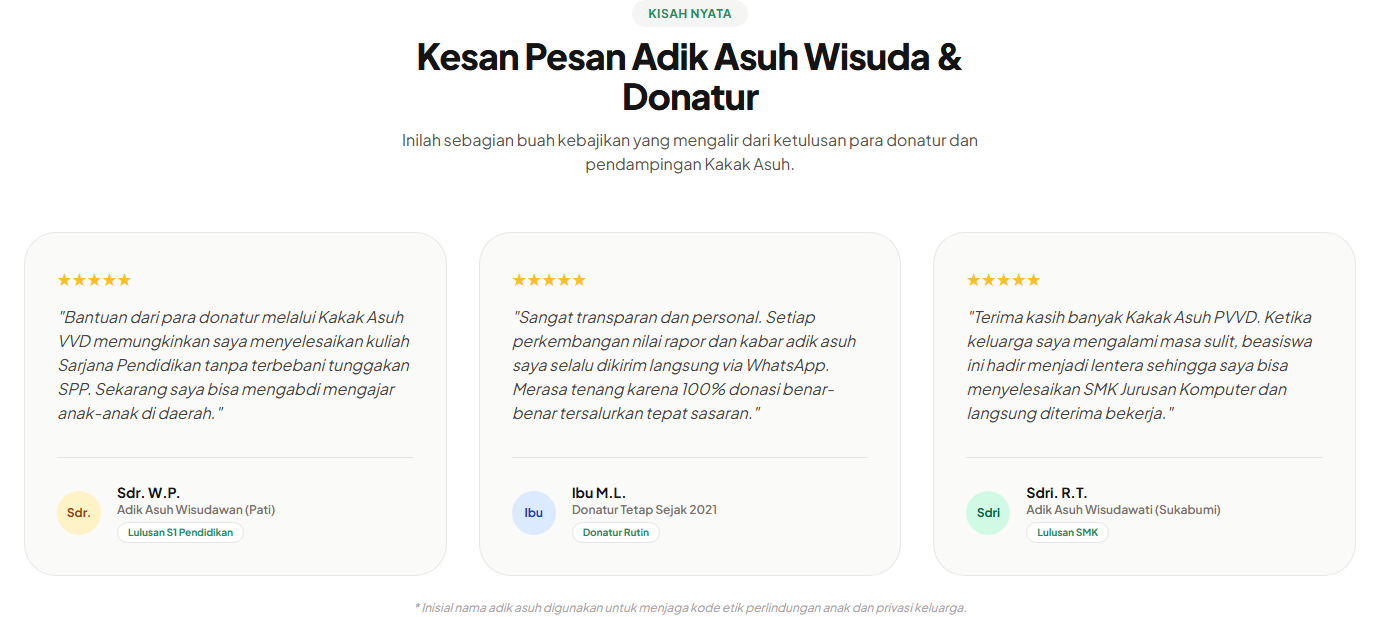 KISAH NYATA
Kesan Pesan Adik Asuh Wisuda &
Donatur
Inilah sebagian buah kebajikan yang mengalir dari ketulusan para donatur dan
pendampingan Kakak Asuh.
★★★★★
"Bantuan dari para donatur melalui Kakak Asuh
VVD memungkinkan saya menyelesaikan kuliah
Sarjana Pendidikan tanpa terbebani tunggakan
SPP. Sekarang saya bisa mengabdi mengajar
anak-anak di daerah."
Sdr.
Sdr. W.P.
Adik Asuh Wisudawan (Pati)
Lulusan S1 Pendidikan
★★★★★
"Sangat transparan dan personal. Setiap
perkembangan nilai rapor dan kabar adik asuh
saya selalu dikirim langsung via WhatsApp.
Merasa tenang karena 100% donasi benar-
benar tersalurkan tepat sasaran."
Ibu
Ibu M.L.
Donatur Tetap Sejak 2021
Donatur Rutin
★★★★★
"Terima kasih banyak Kakak Asuh PVVD. Ketika
keluarga saya mengalami masa sulit, beasiswa
ini hadir menjadi lentera sehingga saya bisa
menyelesaikan SMK Jurusan Komputer dan
langsung diterima bekerja."
Sdri
Sdri. R.T.
Adik Asuh Wisudawati (Sukabumi)
Lulusan SMK
* Inisial nama adik asuh digunakan untuk menjaga kode etik perlindungan anak dan privasi keluarga.